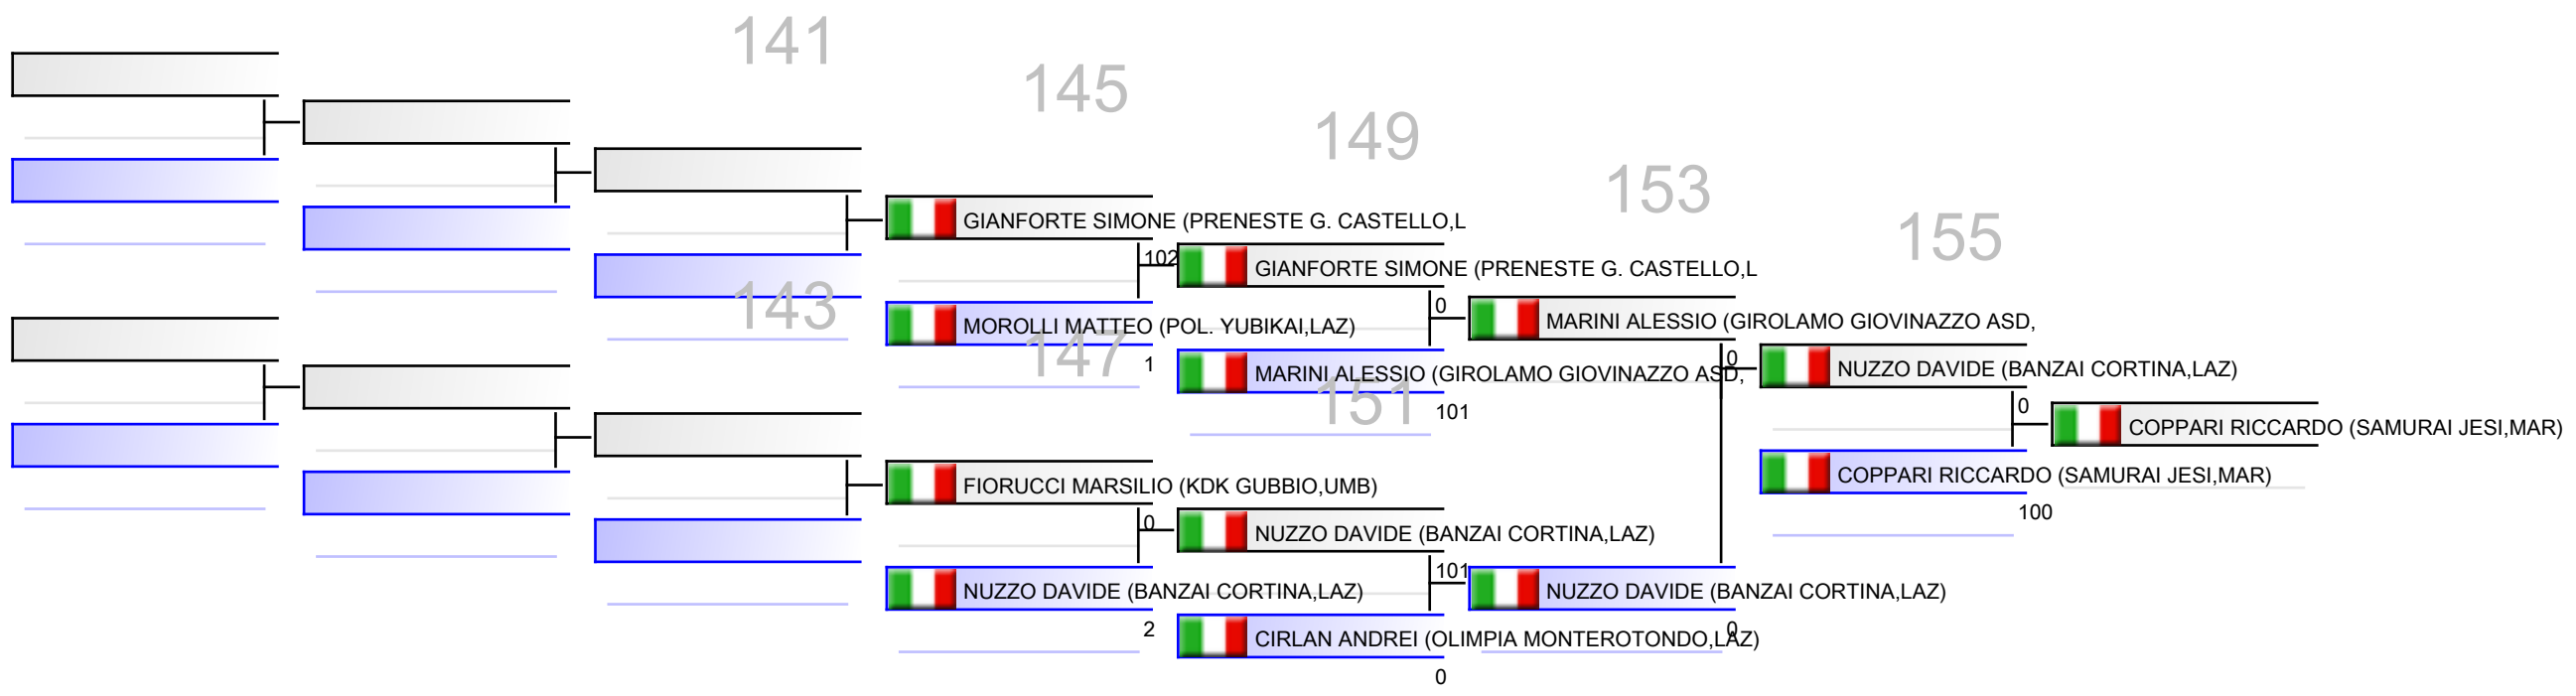 141
145
149
153
155
GIANFORTE SIMONE (PRENESTE G. CASTELLO,L
102
GIANFORTE SIMONE (PRENESTE G. CASTELLO,L
143
0
MOROLLI MATTEO (POL. YUBIKAI,LAZ)
MARINI ALESSIO (GIROLAMO GIOVINAZZO ASD,
147
1
0
MARINI ALESSIO (GIROLAMO GIOVINAZZO ASD,
NUZZO DAVIDE (BANZAI CORTINA,LAZ)
151
101
0
COPPARI RICCARDO (SAMURAI JESI,MAR)
COPPARI RICCARDO (SAMURAI JESI,MAR)
100
FIORUCCI MARSILIO (KDK GUBBIO,UMB)
0
NUZZO DAVIDE (BANZAI CORTINA,LAZ)
101
NUZZO DAVIDE (BANZAI CORTINA,LAZ)
NUZZO DAVIDE (BANZAI CORTINA,LAZ)
2
0
CIRLAN ANDREI (OLIMPIA MONTEROTONDO,LAZ)
0